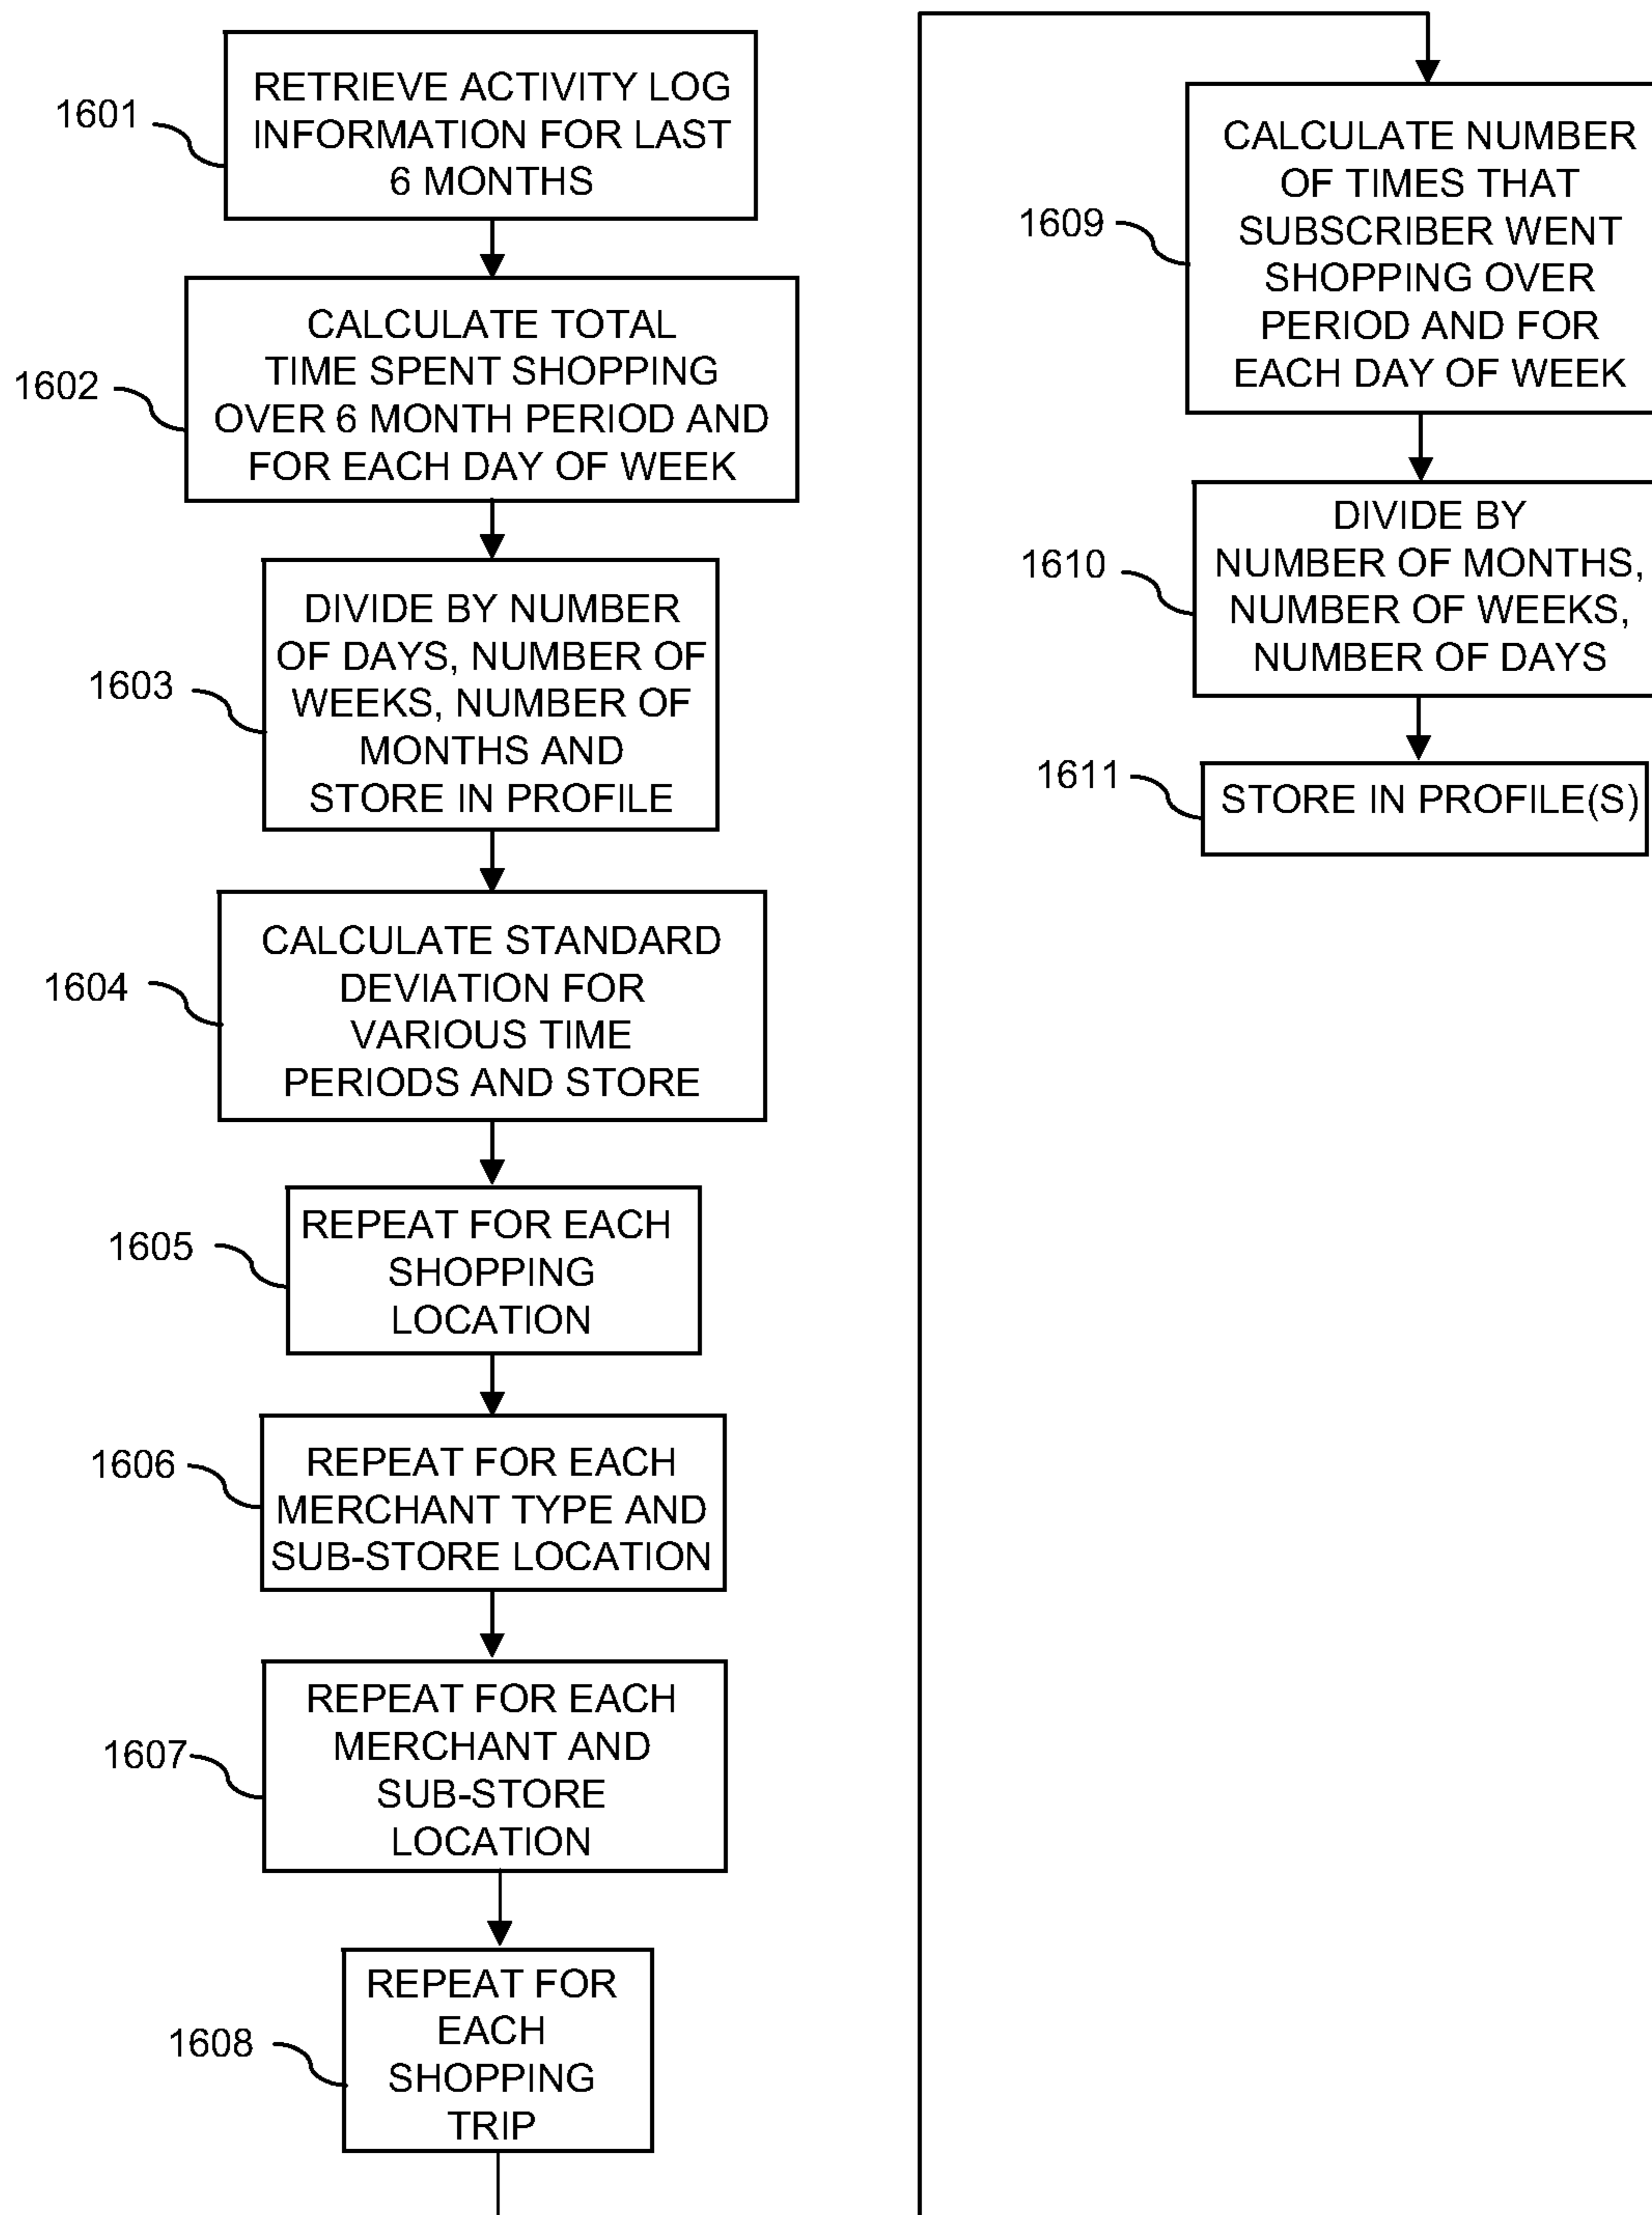 1601
RETRIEVE ACTIVITY LOG
INFORMATION FOR LAST
6 MONTHS
1602
CALCULATE TOTAL
TIME SPENT SHOPPING
OVER 6 MONTH PERIOD AND
FOR EACH DAY OF WEEK
1603
DIVIDE BY NUMBER
OF DAYS, NUMBER OF
WEEKS, NUMBER OF
MONTHS AND
STORE IN PROFILE
1604
CALCULATE STANDARD
DEVIATION FOR
VARIOUS TIME
PERIODS AND STORE
1605
REPEAT FOR EACH
SHOPPING
LOCATION
1606
REPEAT FOR EACH
MERCHANT TYPE AND
SUB-STORE LOCATION
1607
REPEAT FOR EACH
MERCHANT AND
SUB-STORE
LOCATION
1608
REPEAT FOR
EACH
SHOPPING
TRIP
1609
CALCULATE NUMBER
OF TIMES THAT
SUBSCRIBER WENT
SHOPPING OVER
PERIOD AND FOR
EACH DAY OF WEEK
1610
DIVIDE BY
NUMBER OF MONTHS,
NUMBER OF WEEKS,
NUMBER OF DAYS
1611
STORE IN PROFILE(S)